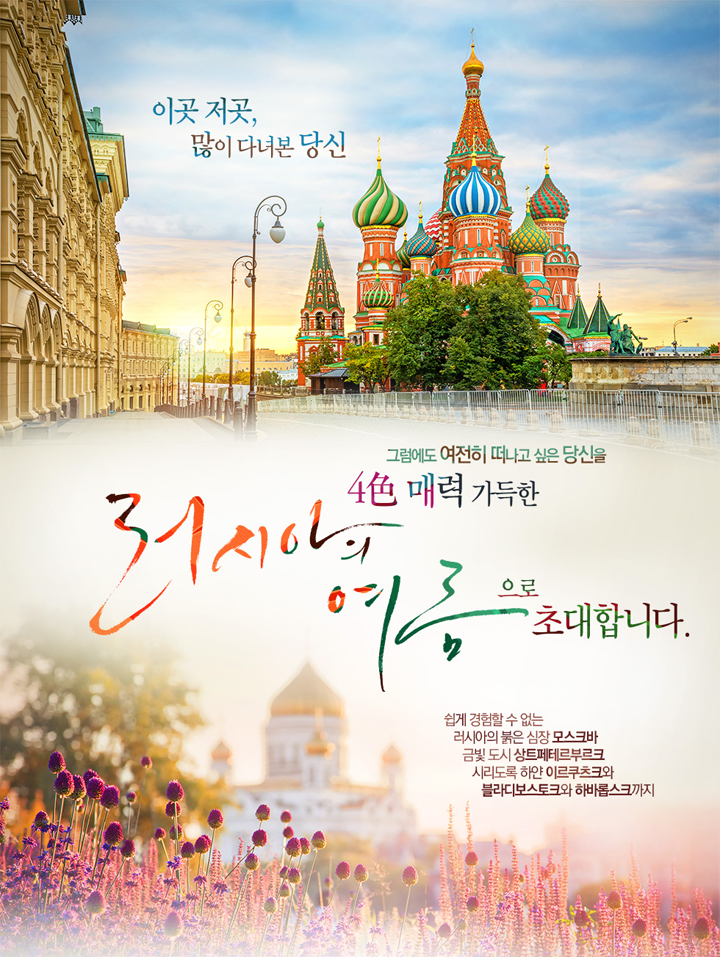 이곳 저곳,
많이 다녀본 당신
그럼에도 여전히 떠나고 싶은 당신을
4色 매력 가득한
러시아의
여름으로
초대합니다.
쉽게 경험할 수 없는
러시아의 붉은 심장 모스크바
금빛 도시 상트페테르부르크
시리도록 하얀 이르쿠츠크와
블라디보스토크와 하바롭스크까지